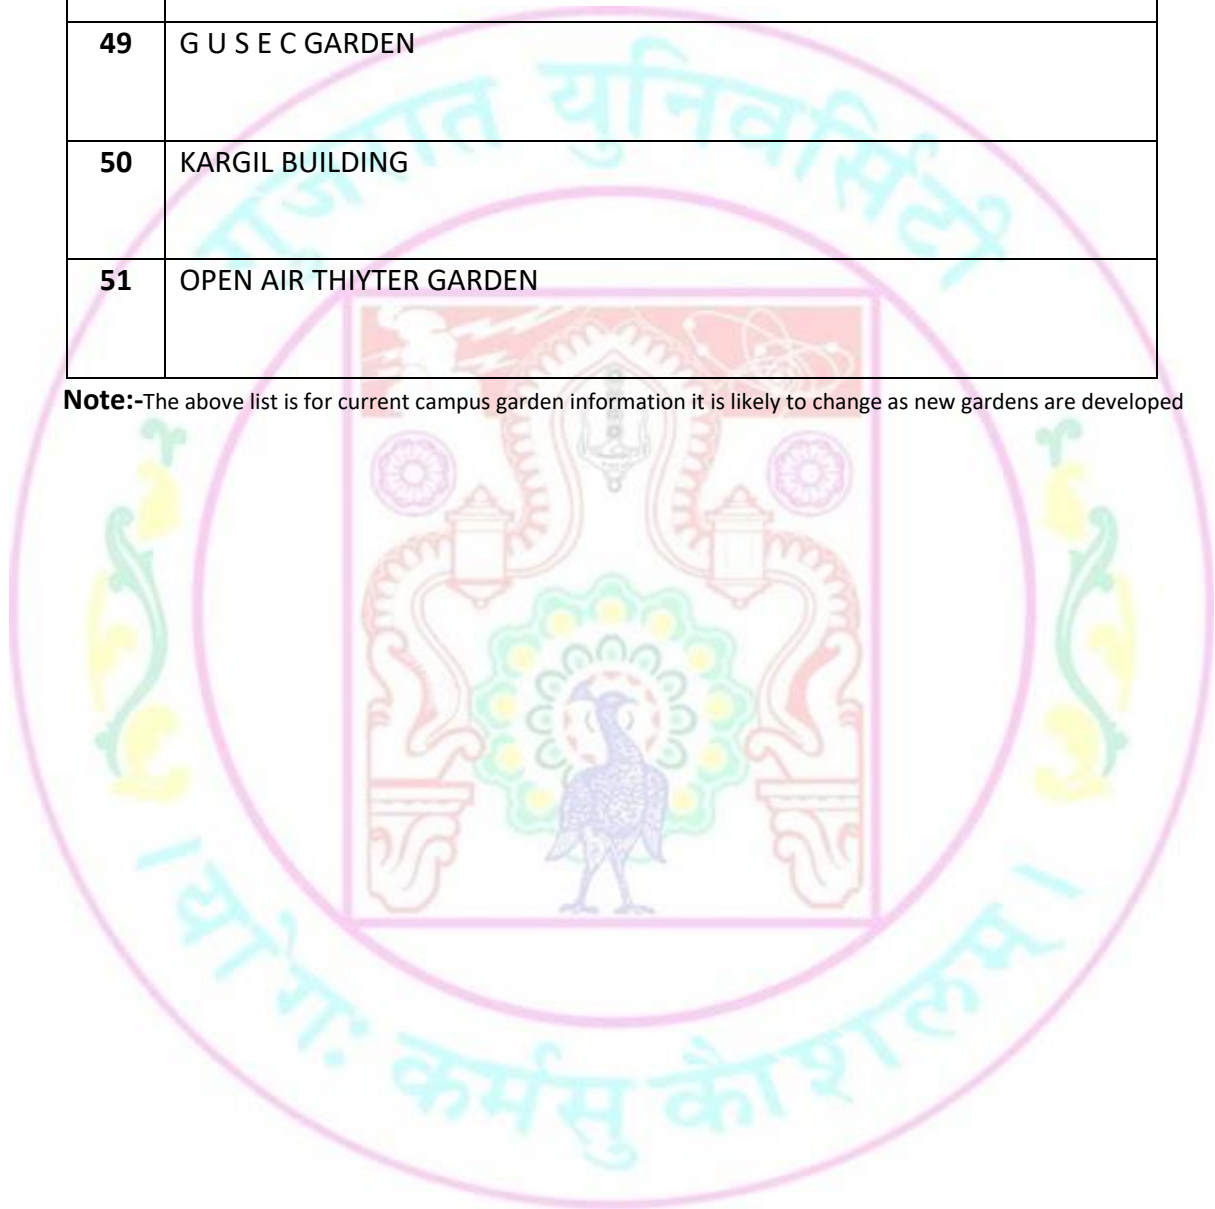 49 G U S E C GARDEN
50 KARGIL BUILDING
51 OPEN AIR THIYTER GARDEN
Note:-The above list is for current campus garden information it is likely to change as new gardens are developed
गुजरात युनिवर्सिटी
। योगः कर्मसु कौशलम् ।